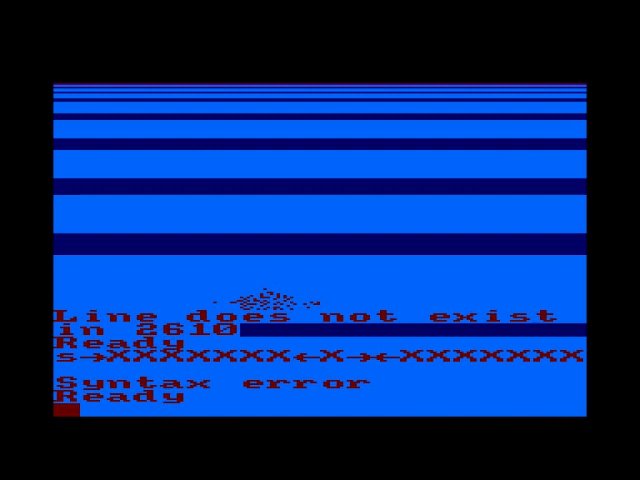 Line does not exist
in 2610
Ready
s→XXXXXXXX←X→←XXXXXXX
Syntax error
Ready